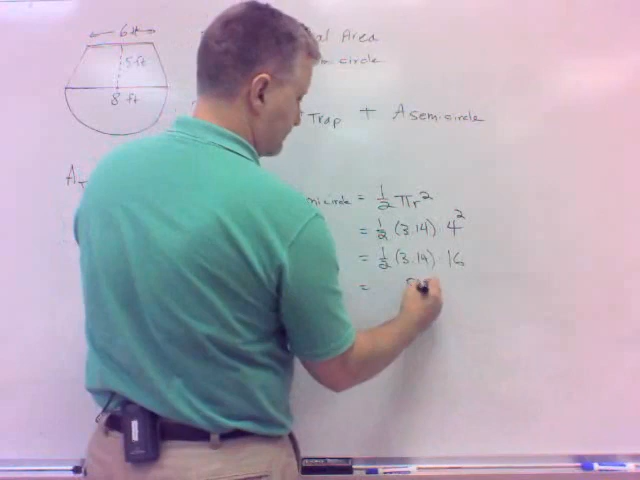 6 ft
al Area
5 ft
circle
8 ft
Trap + A semicircle
A
micircle = 1/2 πr²
= 1/2 (3.14) · 4²
= 1/2 (3.14) · 16
=